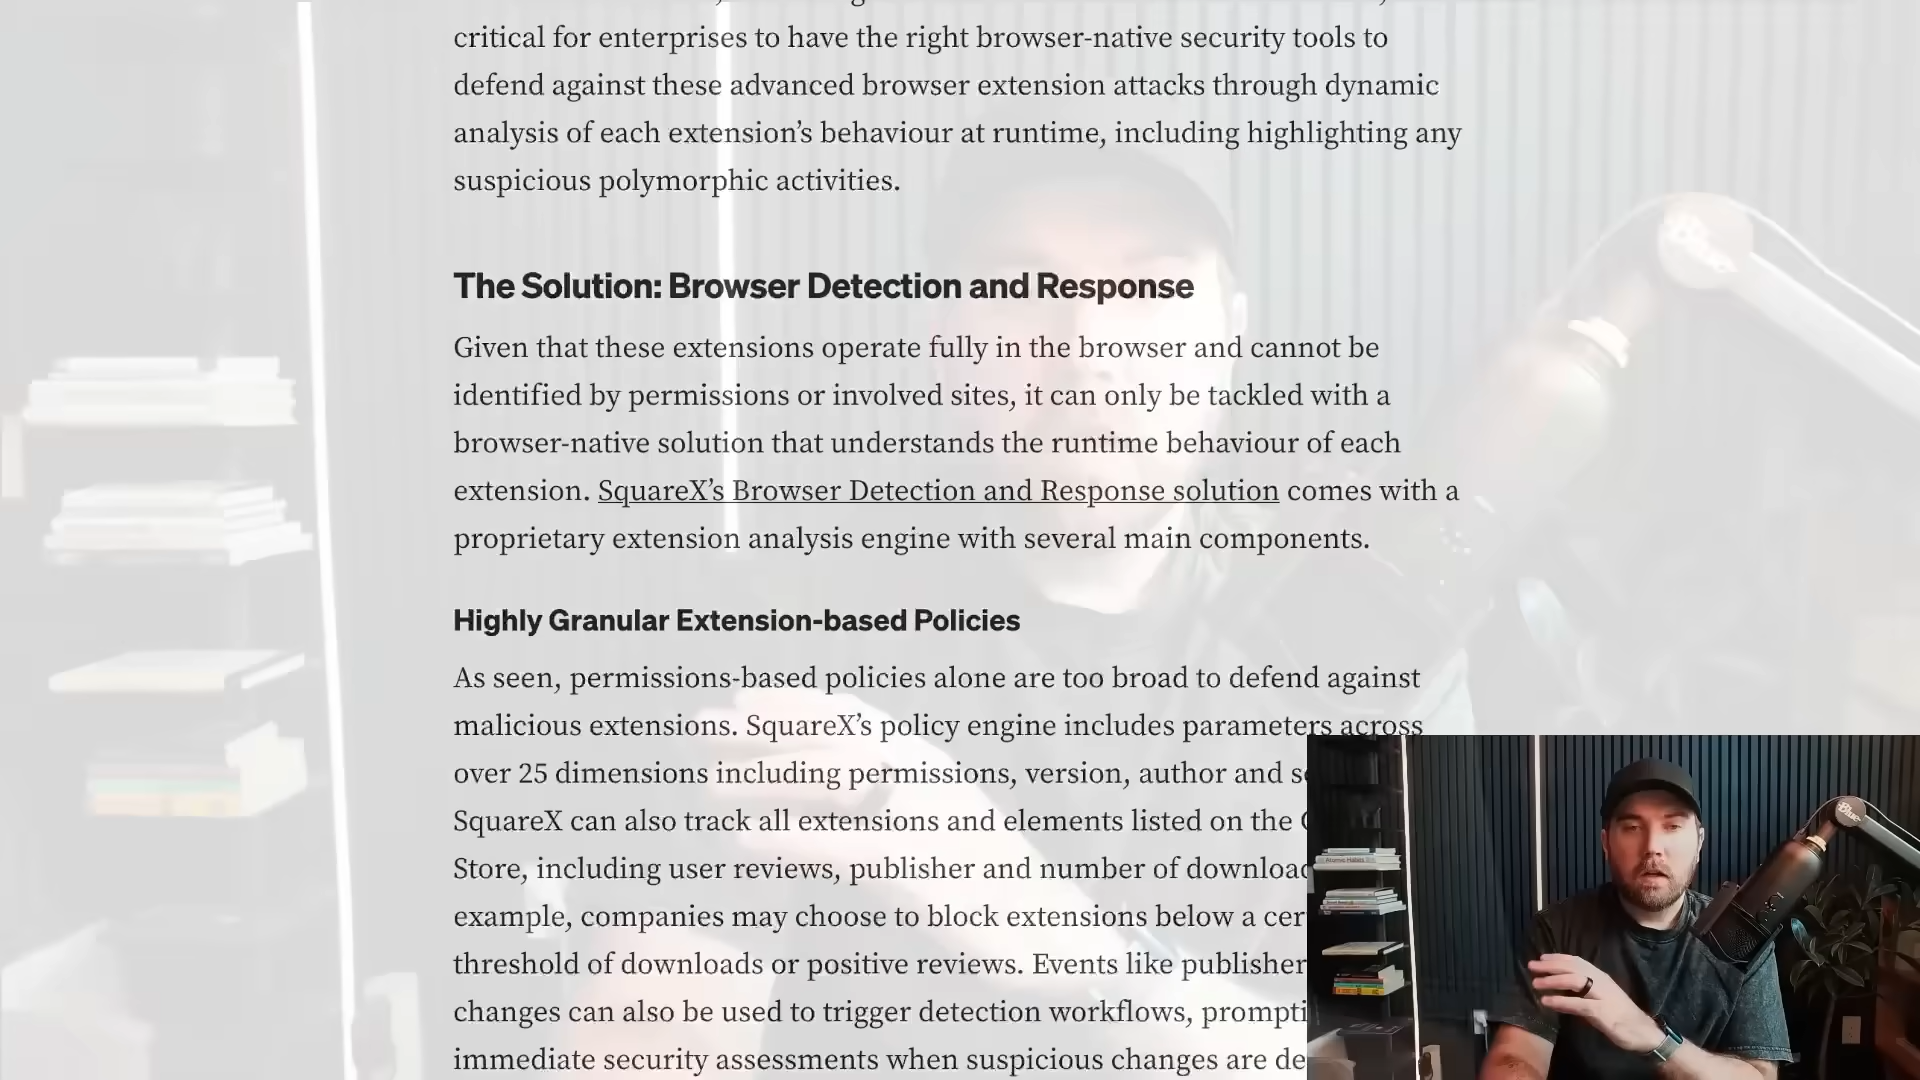 critical for enterprises to have the right browser-native security tools to
defend against these advanced browser extension attacks through dynamic
analysis of each extension’s behaviour at runtime, including highlighting any
suspicious polymorphic activities.
The Solution: Browser Detection and Response
Given that these extensions operate fully in the browser and cannot be
identified by permissions or involved sites, it can only be tackled with a
browser-native solution that understands the runtime behaviour of each
extension. SquareX’s Browser Detection and Response solution comes with a
proprietary extension analysis engine with several main components.
Highly Granular Extension-based Policies
As seen, permissions-based policies alone are too broad to defend against
malicious extensions. SquareX’s policy engine includes parameters across
over 25 dimensions including permissions, version, author and
SquareX can also track all extensions and elements listed on the
Store, including user reviews, publisher and number of
example, companies may choose to block extensions below a
threshold of downloads or positive reviews. Events like publisher
changes can also be used to trigger detection workflows,
immediate security assessments when suspicious changes are
Atomic Habits
Blue